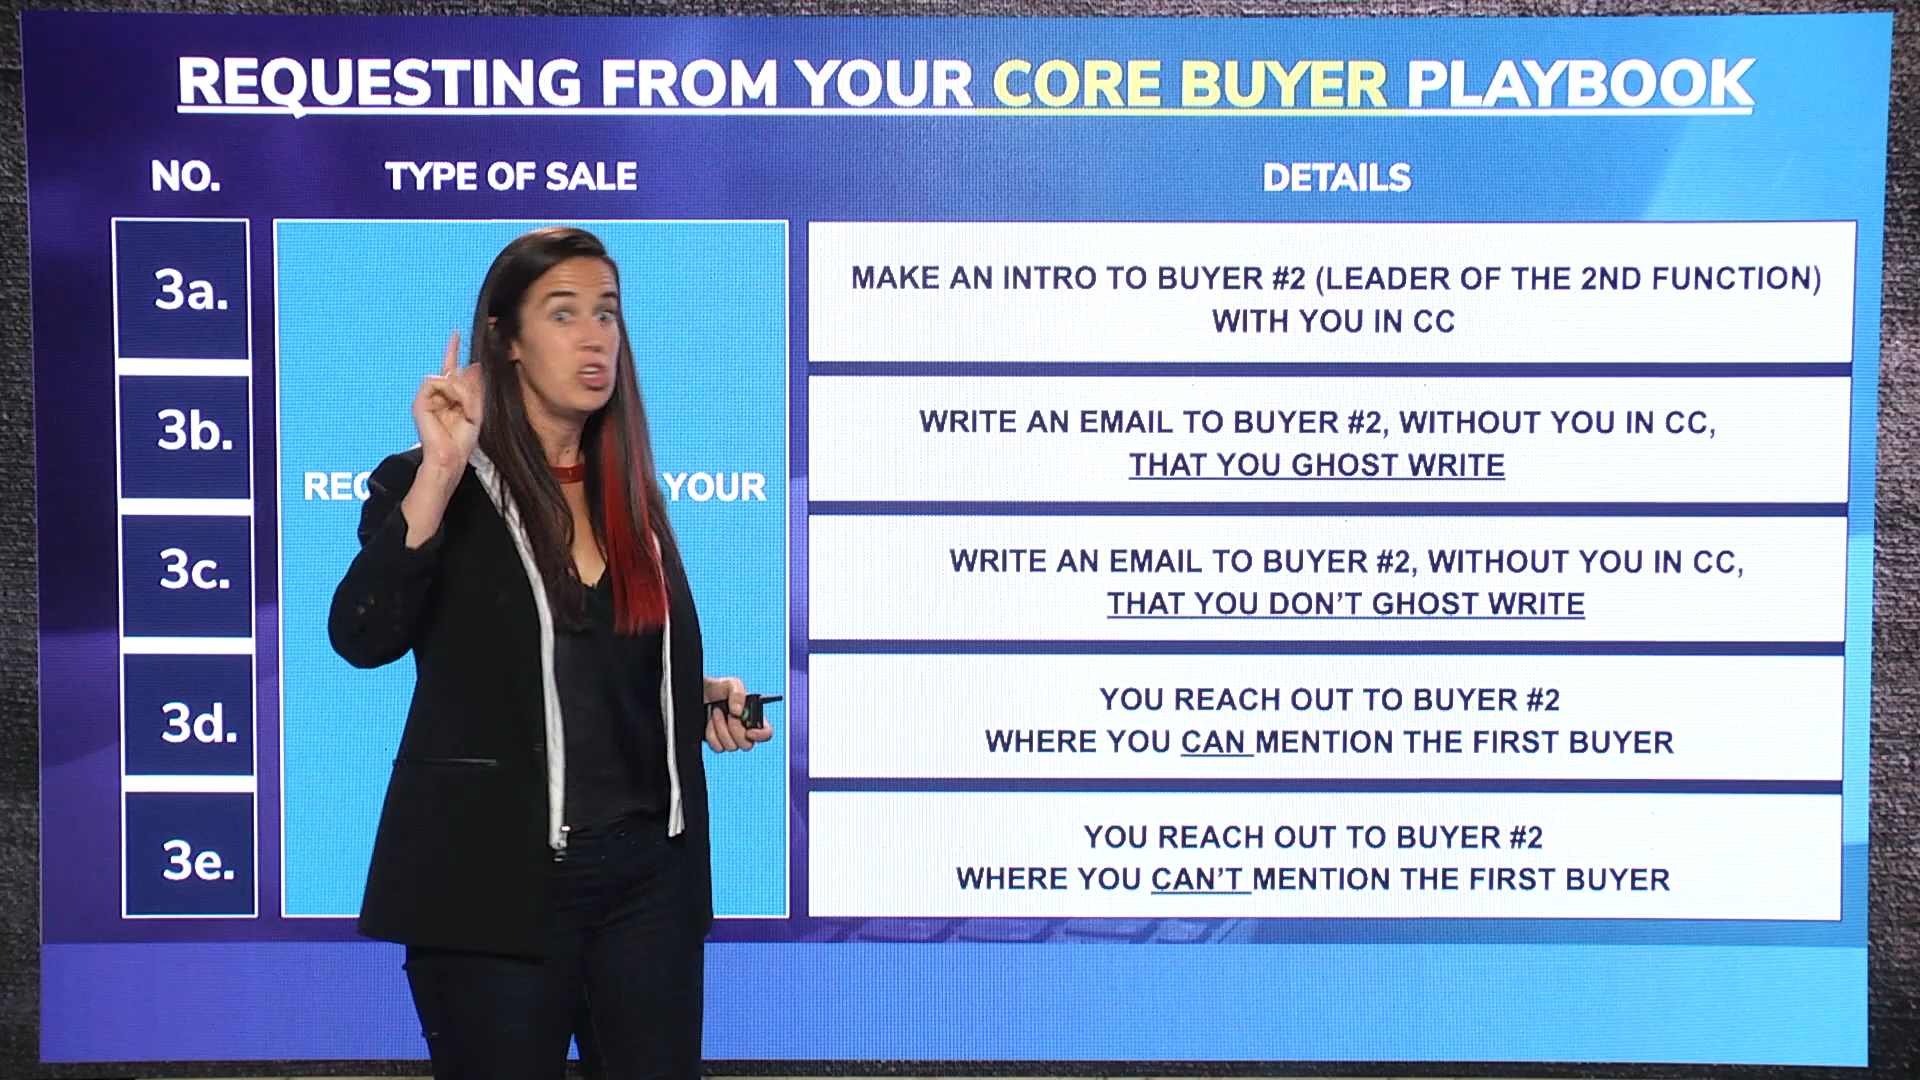 REQUESTING FROM YOUR CORE BUYER PLAYBOOK
NO. TYPE OF SALE DETAILS
3a.
MAKE AN INTRO TO BUYER #2 (LEADER OF THE 2ND FUNCTION)
WITH YOU IN CC
3b.
WRITE AN EMAIL TO BUYER #2, WITHOUT YOU IN CC,
THAT YOU GHOST WRITE
YOUR
3c.
WRITE AN EMAIL TO BUYER #2, WITHOUT YOU IN CC,
THAT YOU DON'T GHOST WRITE
3d.
YOU REACH OUT TO BUYER #2
WHERE YOU CAN MENTION THE FIRST BUYER
3e.
YOU REACH OUT TO BUYER #2
WHERE YOU CAN'T MENTION THE FIRST BUYER